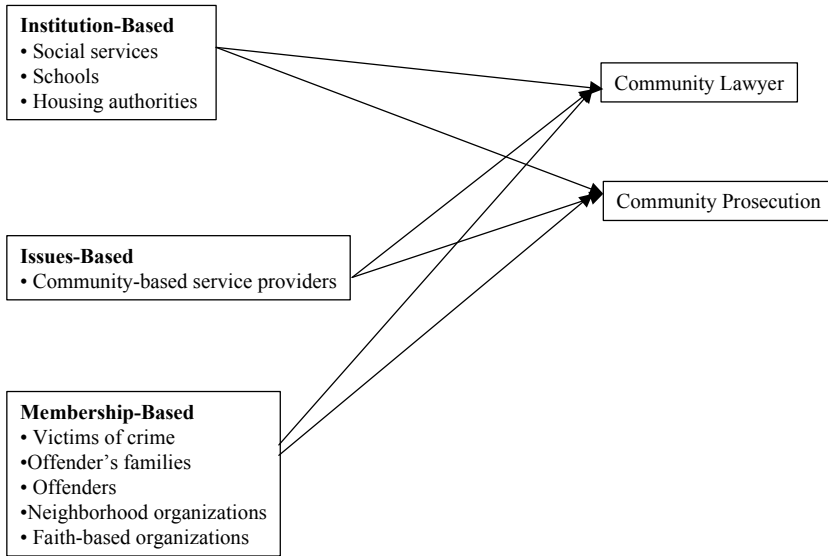 Institution-Based
• Social services
• Schools
• Housing authorities
Community Lawyer
Community Prosecution
Issues-Based
• Community-based service providers
Membership-Based
• Victims of crime
•Offender’s families
• Offenders
•Neighborhood organizations
• Faith-based organizations